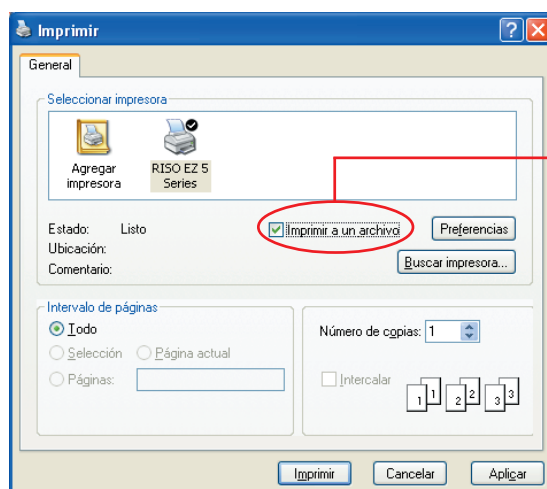 Imprimir
General
Seleccionar impresora
Agregar impresora
RISO EZ 5 Series
Estado: Listo
Imprimir a un archivo
Preferencias
Ubicación:
Comentario:
Buscar impresora...
Intervalo de páginas
Todo
Selección Página actual
Páginas:
Número de copias: 1
Intercalar
1 1 2 2 3 3
Imprimir Cancelar Aplicar